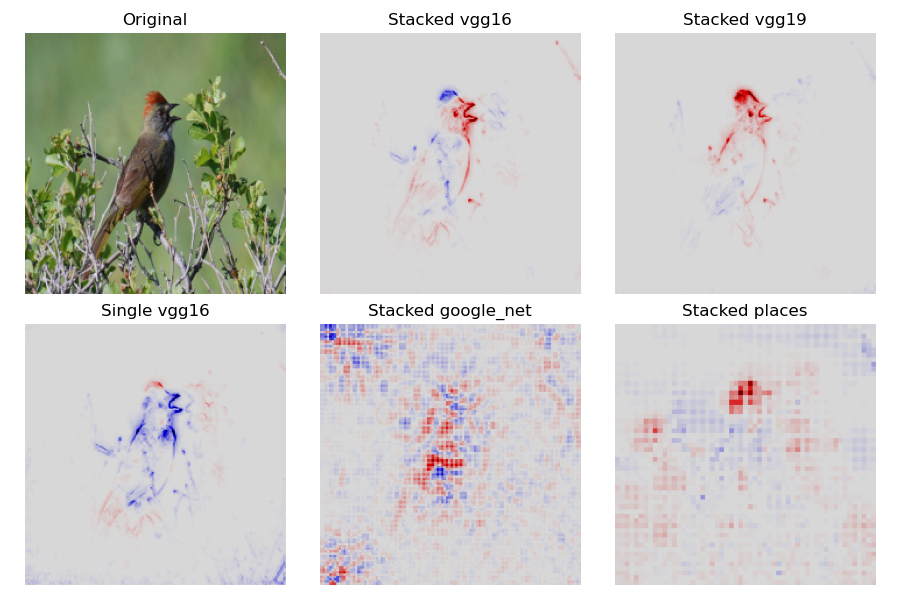 Original
Stacked vgg16
Stacked vgg19
Single vgg16
Stacked google_net
Stacked places